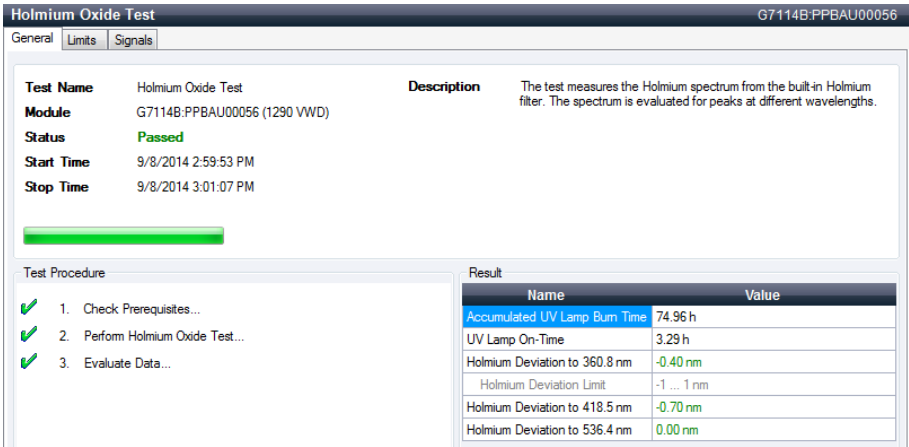 Holmium Oxide Test G7114B:PPBAU00056
General Limits Signals
Test Name Holmium Oxide Test Description The test measures the Holmium spectrum from the built-in Holmium
filter. The spectrum is evaluated for peaks at different wavelengths.
Module G7114B:PPBAU00056 (1290 VWD)
Status Passed
Start Time 9/8/2014 2:59:53 PM
Stop Time 9/8/2014 3:01:07 PM
Test Procedure
1. Check Prerequisites...
2. Perform Holmium Oxide Test...
3. Evaluate Data...
Result
Name Value
Accumulated UV Lamp Burn Time 74.96 h
UV Lamp On-Time 3.29 h
Holmium Deviation to 360.8 nm -0.40 nm
Holmium Deviation Limit -1 ... 1 nm
Holmium Deviation to 418.5 nm -0.70 nm
Holmium Deviation to 536.4 nm 0.00 nm